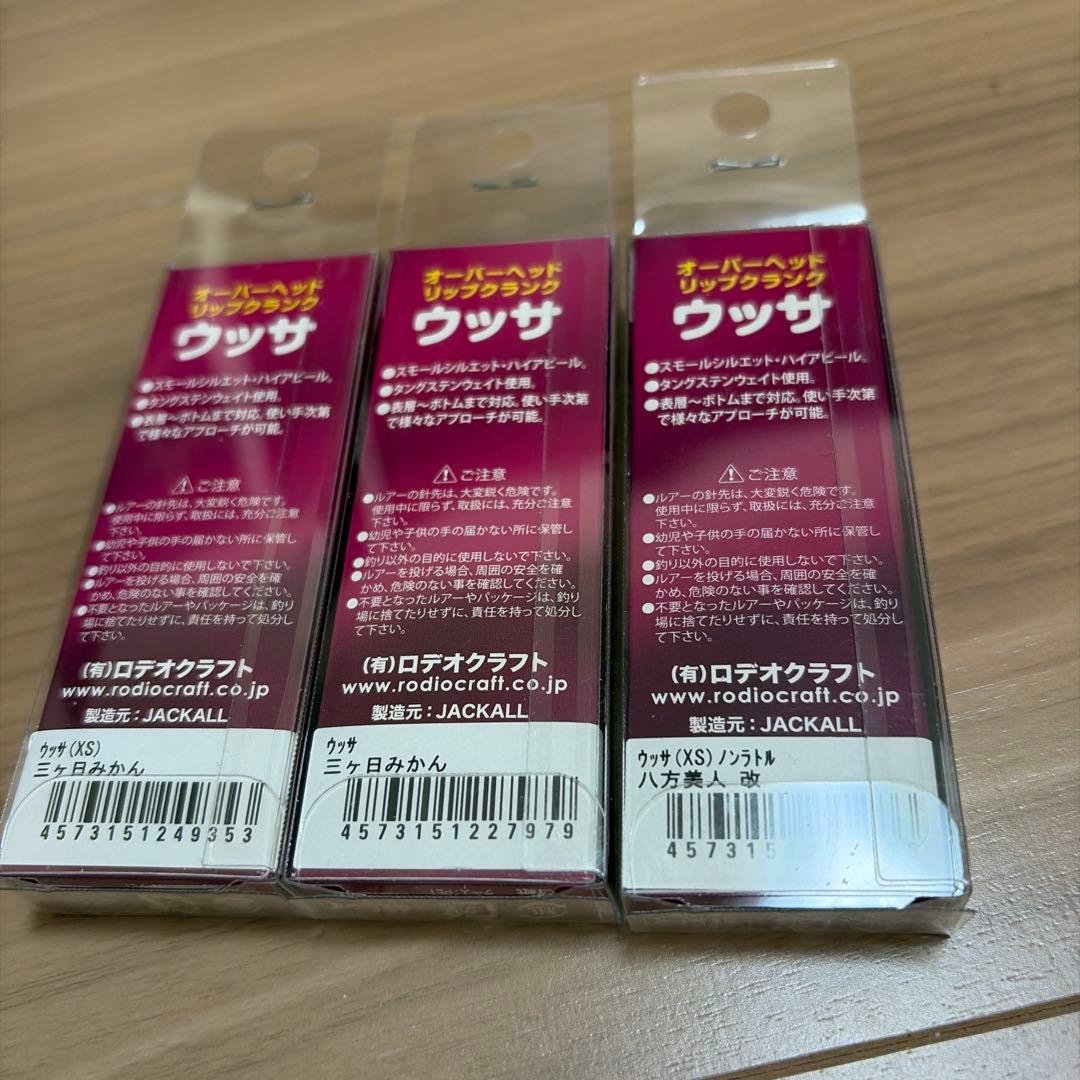 オーバーヘッド
リップクランク
ウッサ
●スモールシルエット・ハイアピール。
●タングステンウェイト使用。
●表層～ボトムまで対応。使い手次第
で様々なアプローチが可能。
ご注意
●ルアーの針先は、大変鋭く危険です。
使用中に限らず、取扱には、充分ご注意
下さい。
●幼児や子供の手の届かない所に保管し
て下さい。
●釣り以外の目的に使用しないで下さい。
●ルアーを投げる場合、周囲の安全を確
かめ、危険のない事を確認してください。
●不要となったルアーやパッケージは、釣り
場に捨てたりせずに、責任を持って処分し
て下さい。
(有)ロデオクラフト
www.rodiocraft.co.jp
製造元：JACKALL
ウッサ(XS)
三ヶ日みかん
4573151249353
オーバーヘッド
リップクランク
ウッサ
●スモールシルエット・ハイアピール。
●タングステンウェイト使用。
●表層～ボトムまで対応。使い手次第
で様々なアプローチが可能。
ご注意
●ルアーの針先は、大変鋭く危険です。
使用中に限らず、取扱には、充分ご注意
下さい。
●幼児や子供の手の届かない所に保管し
て下さい。
●釣り以外の目的に使用しないで下さい。
●ルアーを投げる場合、周囲の安全を確
かめ、危険のない事を確認してください。
●不要となったルアーやパッケージは、釣り
場に捨てたりせずに、責任を持って処分し
て下さい。
(有)ロデオクラフト
www.rodiocraft.co.jp
製造元：JACKALL
ウッサ
三ヶ日みかん
4573151227979
オーバーヘッド
リップクランク
ウッサ
●スモールシルエット・ハイアピール。
●タングステンウェイト使用。
●表層～ボトムまで対応。使い手次第
で様々なアプローチが可能。
ご注意
●ルアーの針先は、大変鋭く危険です。
使用中に限らず、取扱には、充分ご注意
下さい。
●幼児や子供の手の届かない所に保管し
て下さい。
●釣り以外の目的に使用しないで下さい。
●ルアーを投げる場合、周囲の安全を確
かめ、危険のない事を確認してください。
●不要となったルアーやパッケージは、釣り
場に捨てたりせずに、責任を持って処分し
て下さい。
(有)ロデオクラフト
www.rodiocraft.co.jp
製造元：JACKALL
ウッサ(XS)ノンラトル
八方美人 改
457315